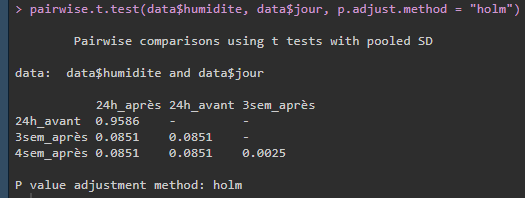 > pairwise.t.test(data$humidite, data$jour, p.adjust.method = "holm")
Pairwise comparisons using t tests with pooled SD
data:  data$humidite and data$jour
24h_après 24h_avant 3sem_après
24h_avant  0.9586    -         -
3sem_après 0.0851    0.0851    -
4sem_après 0.0851    0.0851    0.0025
P value adjustment method: holm